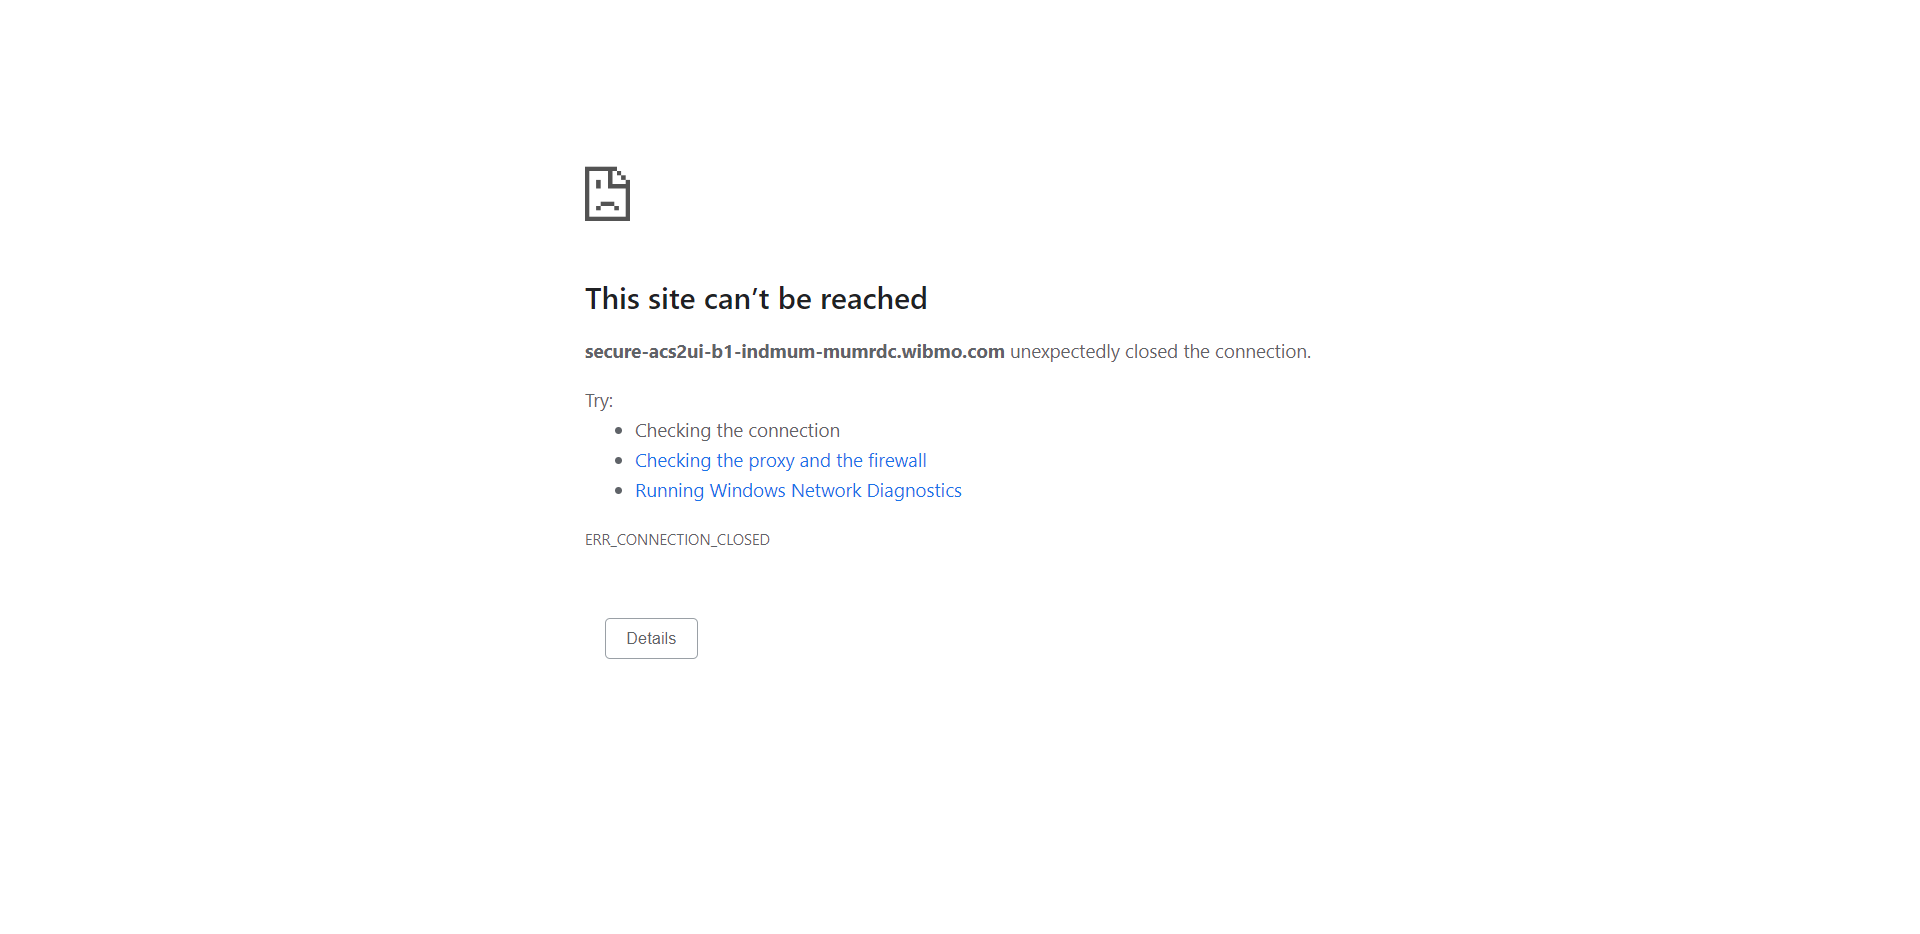 This site can’t be reached
secure-acs2ui-b1-indmum-mumrdc.wibmo.com unexpectedly closed the connection.
Try:
Checking the connection
Checking the proxy and the firewall
Running Windows Network Diagnostics
ERR_CONNECTION_CLOSED
Details